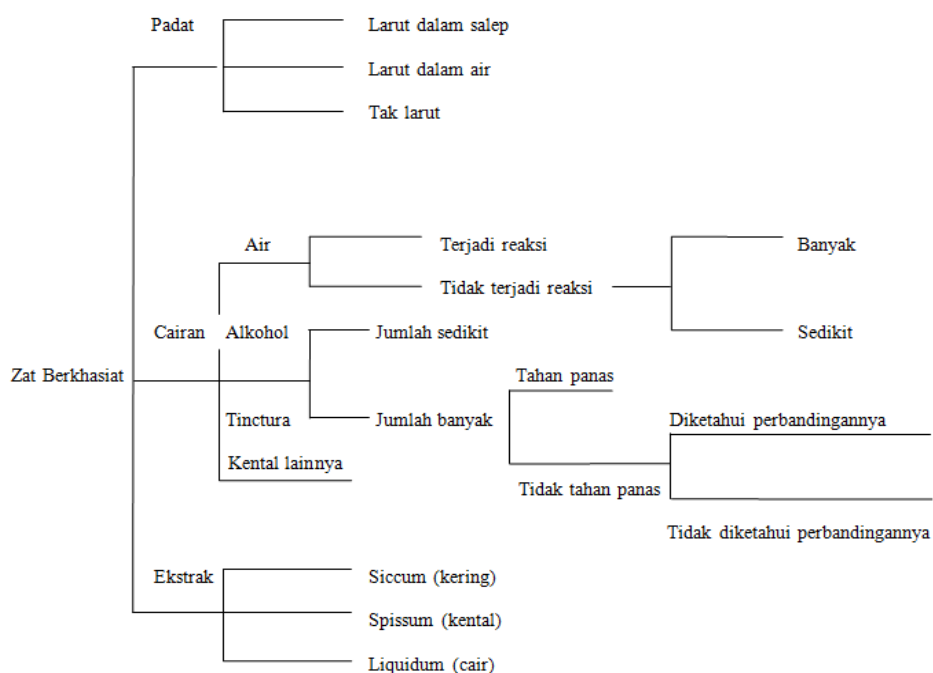 Padat
Larut dalam salep
Larut dalam air
Tak larut
Air
Terjadi reaksi
Banyak
Tidak terjadi reaksi
Cairan
Alkohol
Jumlah sedikit
Sedikit
Zat Berkhasiat
Tahan panas
Tinctura
Jumlah banyak
Diketahui perbandingannya
Kental lainnya
Tidak tahan panas
Tidak diketahui perbandingannya
Ekstrak
Siccum (kering)
Spissum (kental)
Liquidum (cair)